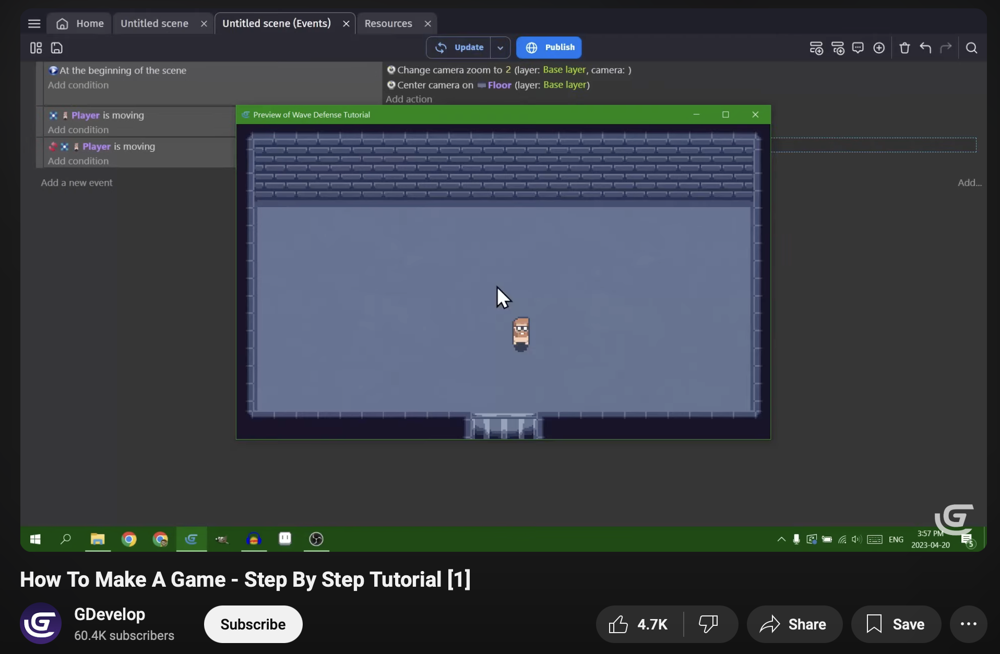 Home Untitled scene Untitled scene (Events) Resources
Update Publish
At the beginning of the scene
Add condition
Change camera zoom to 2 (layer: Base layer, camera: )
Center camera on Floor (layer: Base layer)
Add action
Player is moving
Add condition
Player is moving
Add condition
Add a new event
Add...
Preview of Wave Defense Tutorial
ENG
3:57 PM
2023-04-20
5
How To Make A Game - Step By Step Tutorial [1]
GDevelop
60.4K subscribers
Subscribe
4.7K
Share
Save